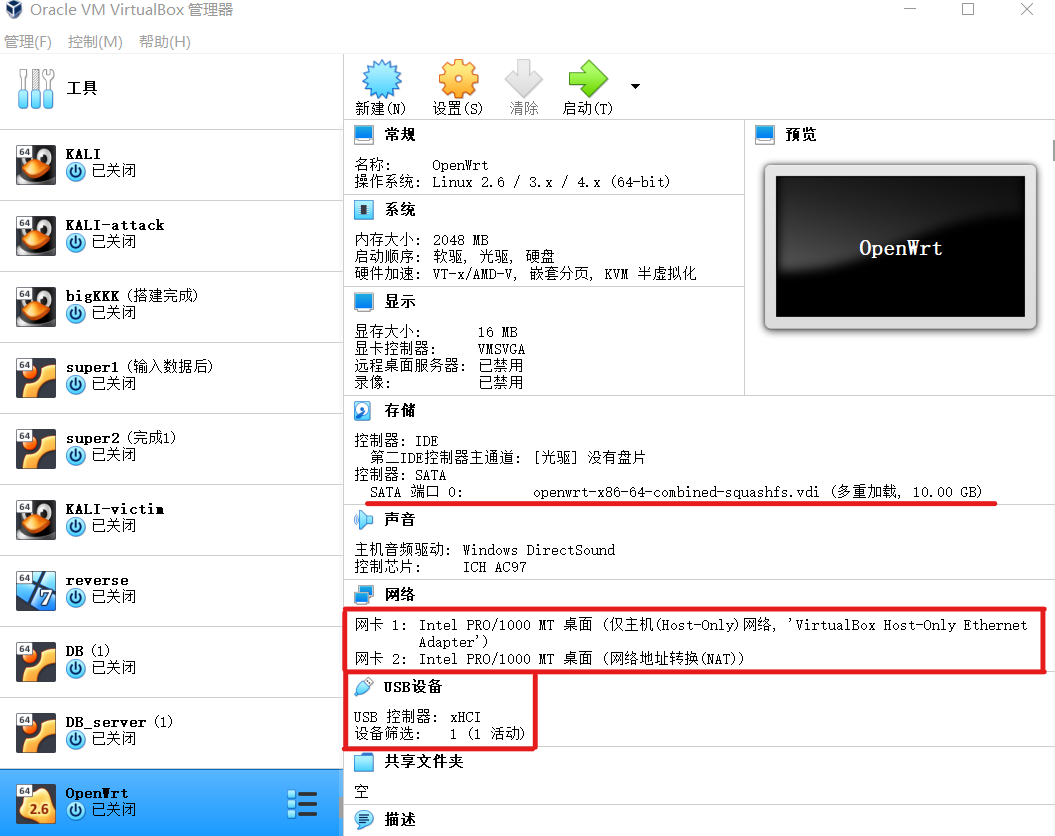 Oracle VM VirtualBox 管理器
管理(F) 控制(M) 帮助(H)
工具
64
KALI
已关闭
64
KALI-attack
已关闭
64
bigKKK (搭建完成)
已关闭
64
super1 (输入数据后)
已关闭
64
super2 (完成1)
已关闭
64
KALI-victim
已关闭
64
7
reverse
已关闭
64
DB (1)
已关闭
64
DB_server (1)
已关闭
64
2.6
OpenWrt
已关闭
新建(N) 设置(S) 清除 启动(T)
常规
名称: OpenWrt
操作系统: Linux 2.6 / 3.x / 4.x (64-bit)
系统
内存大小: 2048 MB
启动顺序: 软驱, 光驱, 硬盘
硬件加速: VT-x/AMD-V, 嵌套分页, KVM 半虚拟化
显示
显存大小: 16 MB
显卡控制器: VMSVGA
远程桌面服务器: 已禁用
录像: 已禁用
预览
OpenWrt
存储
控制器: IDE
第二IDE控制器主通道: [光驱] 没有盘片
控制器: SATA
SATA 端口 0: openwrt-x86-64-combined-squashfs.vdi (多重加载, 10.00 GB)
声音
主机音频驱动: Windows DirectSound
控制芯片: ICH AC97
网络
网卡 1: Intel PRO/1000 MT 桌面 (仅主机(Host-Only)网络, 'VirtualBox Host-Only Ethernet
Adapter')
网卡 2: Intel PRO/1000 MT 桌面 (网络地址转换(NAT))
USB设备
USB 控制器: xHCI
设备筛选: 1 (1 活动)
共享文件夹
空
描述